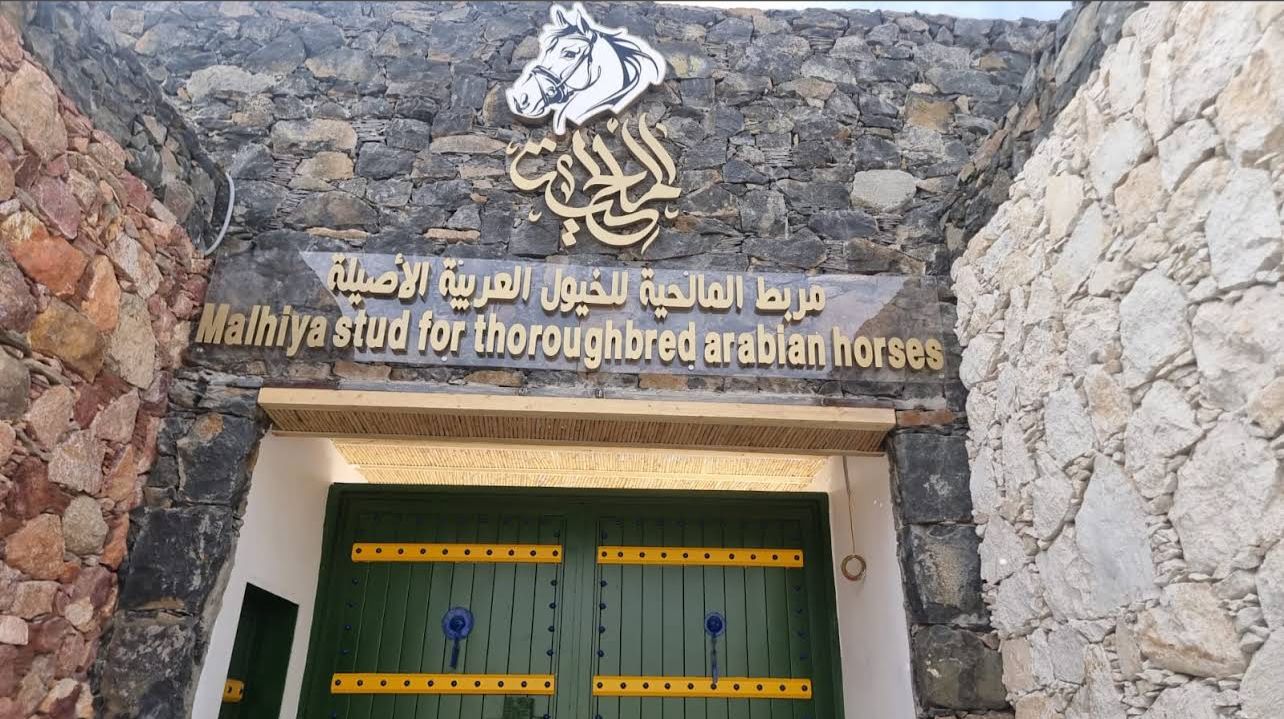 المالحية
مربط المالحية للخيول العربية الأصيلة
Malhiya stud for thoroughbred arabian horses